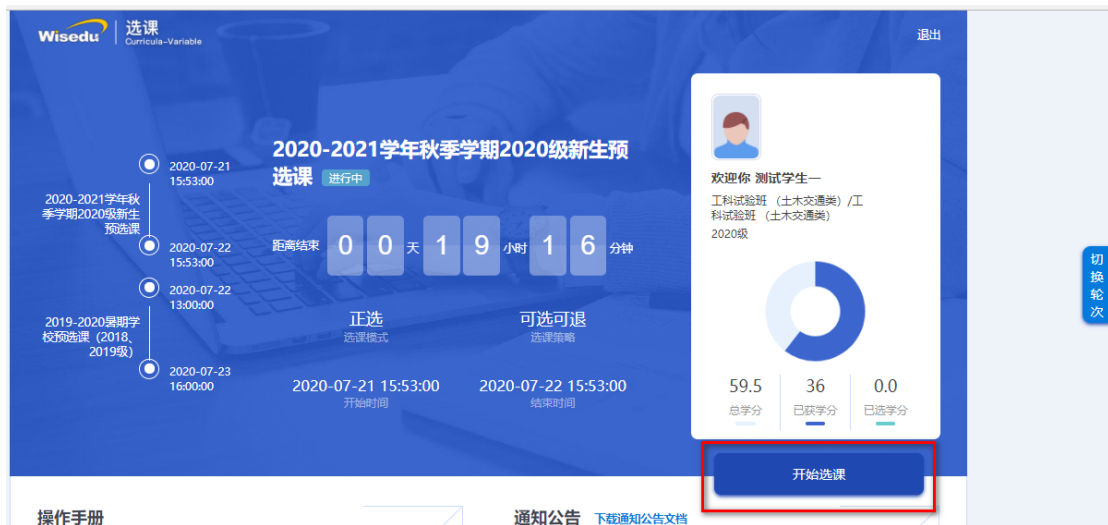 Wisedu
选课
Curricula-Variable
退出
2020-07-21
15:53:00
2020-2021学年秋
季学期2020级新生
预选课
2020-07-22
15:53:00
2020-07-22
13:00:00
2019-2020暑期学
校预选课（2018、
2019级）
2020-07-23
16:00:00
2020-2021学年秋季学期2020级新生预
选课 进行中
距离结束 0 0 天 1 9 小时 1 6 分钟
正选
选课模式
可选可退
选课策略
2020-07-21 15:53:00
开始时间
2020-07-22 15:53:00
结束时间
欢迎你 测试学生一
工科试验班 （土木交通类）/工
科试验班 （土木交通类）
2020级
59.5
总学分
36
已获学分
0.0
已选学分
开始选课
切
换
轮
次
操作手册
通知公告 下载通知公告文档